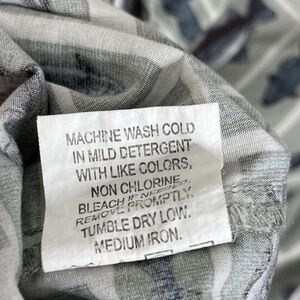 MACHINE WASH COLD
IN MILD DETERGENT
WITH LIKE COLORS,
NON CHLORINE,
BLEACH IF NEEDED,
REMOVE PROMPTLY.
TUMBLE DRY LOW.
MEDIUM IRON.